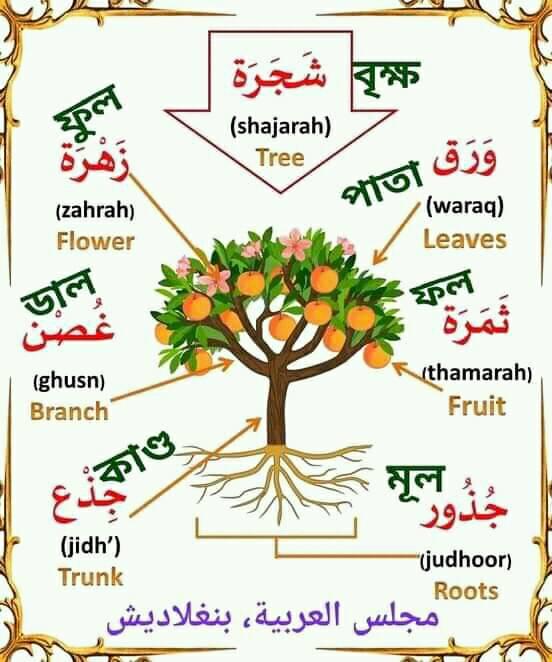 شَجَرَة
বৃক্ষ
(shajarah)
Tree
ফুল
زَهْرَة
(zahrah)
Flower
পাতা
وَرَق
(waraq)
Leaves
ডাল
غُصْن
(ghusn)
Branch
ফল
ثَمَرَة
(thamarah)
Fruit
কাণ্ড
جِذْع
(jidh’)
Trunk
মূল
جُذُور
(judhoor)
Roots
مجلس العربية، بنغلاديش